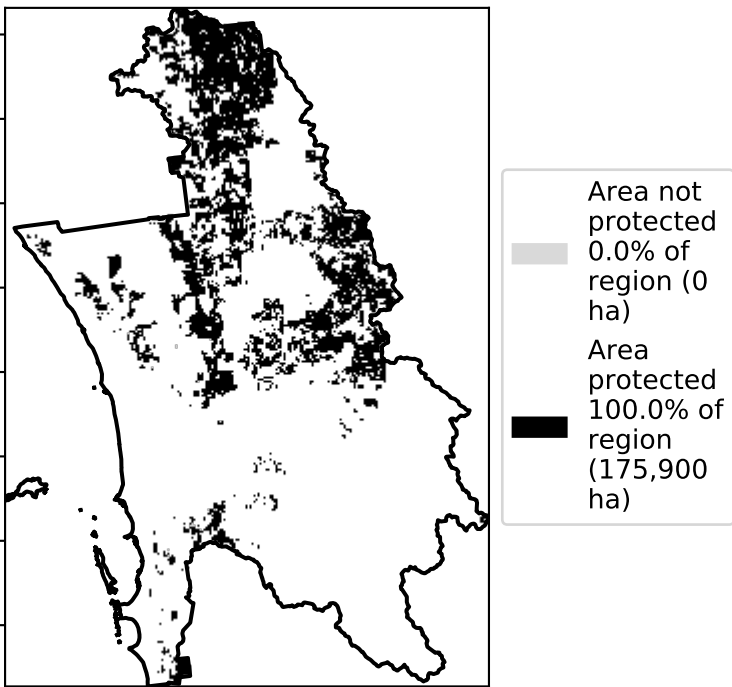 Area not
protected
0.0% of
region (0
ha)
Area
protected
100.0% of
region
(175,900
ha)